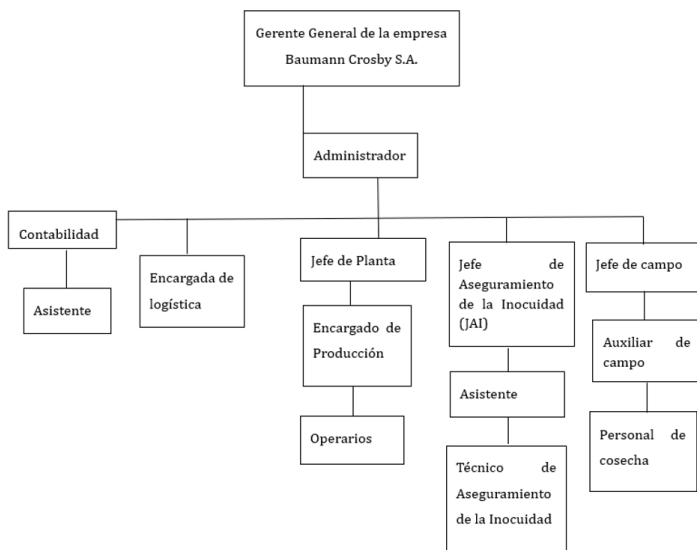 Gerente General de la empresa
Baumann Crosby S.A.
Administrador
Contabilidad
Asistente
Encargada de
logística
Jefe de Planta
Encargado de
Producción
Operarios
Jefe de
Aseguramiento
de la Inocuidad
(JAI)
Asistente
Técnico de
Aseguramiento
de la Inocuidad
Jefe de campo
Auxiliar de
campo
Personal de
cosecha